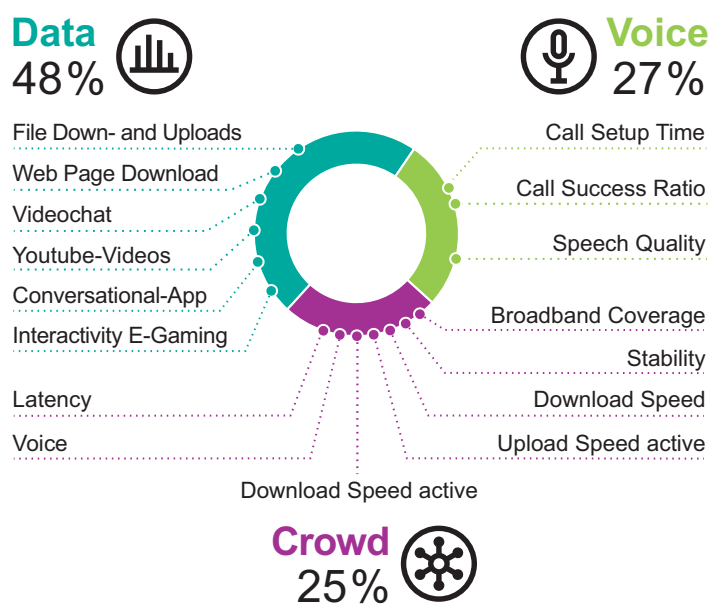 Data
48%
Voice
27%
File Down- and Uploads
Web Page Download
Videochat
Youtube-Videos
Conversational-App
Interactivity E-Gaming
Call Setup Time
Call Success Ratio
Speech Quality
Broadband Coverage
Stability
Download Speed
Upload Speed active
Latency
Voice
Download Speed active
Crowd
25%